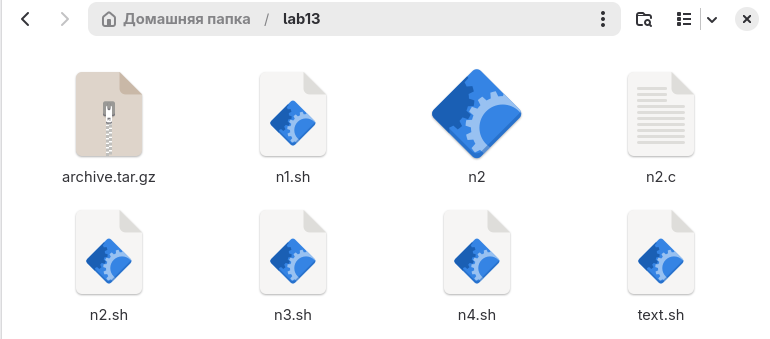 Домашняя папка / lab13
archive.tar.gz
n1.sh
n2
n2.c
n2.sh
n3.sh
n4.sh
text.sh